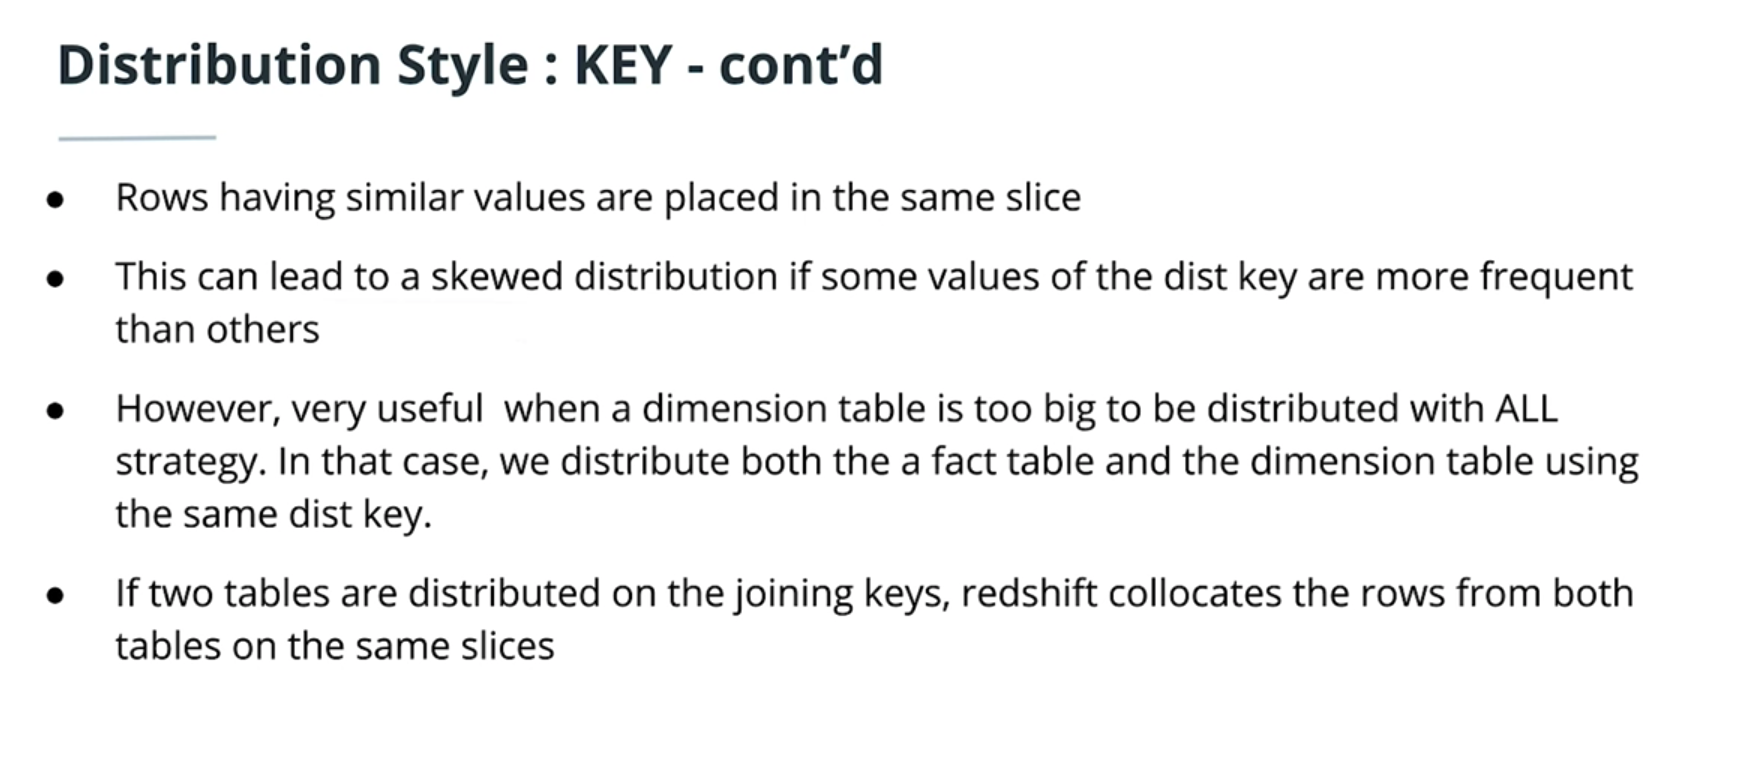 Distribution Style : KEY - cont’d
● Rows having similar values are placed in the same slice
● This can lead to a skewed distribution if some values of the dist key are more frequent
than others
● However, very useful  when a dimension table is too big to be distributed with ALL
strategy. In that case, we distribute both the a fact table and the dimension table using
the same dist key.
● If two tables are distributed on the joining keys, redshift collocates the rows from both
tables on the same slices